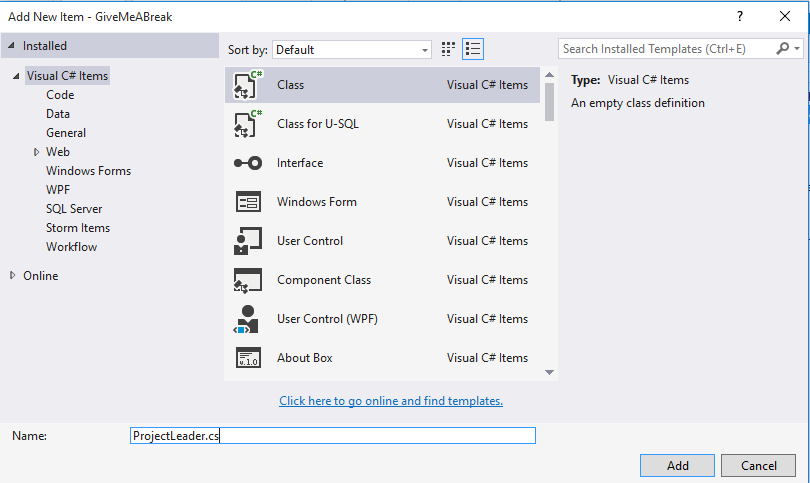 Add New Item - GiveMeABreak
?
Installed
Sort by: Default
Search Installed Templates (Ctrl+E)
Visual C# Items
Code
Data
General
Web
Windows Forms
WPF
SQL Server
Storm Items
Workflow
Online
C# Class Visual C# Items
C# Class for U-SQL Visual C# Items
Interface Visual C# Items
Windows Form Visual C# Items
User Control Visual C# Items
Component Class Visual C# Items
User Control (WPF) Visual C# Items
v.1.0 About Box Visual C# Items
Type: Visual C# Items
An empty class definition
Click here to go online and find templates.
Name: ProjectLeader.cs
Add Cancel